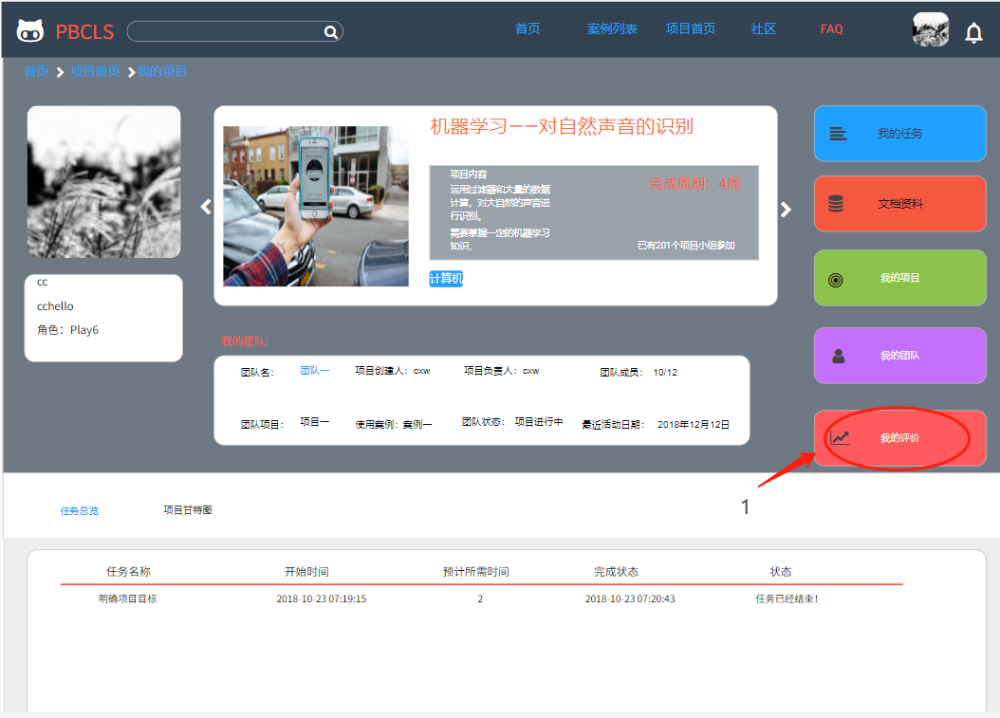 PBCLS
首页 案例列表 项目首页 社区 FAQ
首页 项目首页 我的项目
cc
cchello
角色：Play6
机器学习——对自然声音的识别
项目内容
运用过滤器和大量的数据
计算，对大自然的声音进
行识别。
需要掌握一定的机器学习
知识。
完成周期：4周
已有201个项目小组参加
计算机
我的任务
文档资料
我的项目
我的团队
我的评价
我的团队:
团队名： 团队一 项目创建人：cxw 项目负责人：cxw 团队成员： 10/12
团队项目： 项目一 使用案例：案例一 团队状态： 项目进行中 最近活动日期： 2018年12月12日
1
任务总览 项目甘特图
任务名称 开始时间 预计所需时间 完成状态 状态
明确项目目标 2018-10-23 07:19:15 2 2018-10-23 07:20:43 任务已经结束！